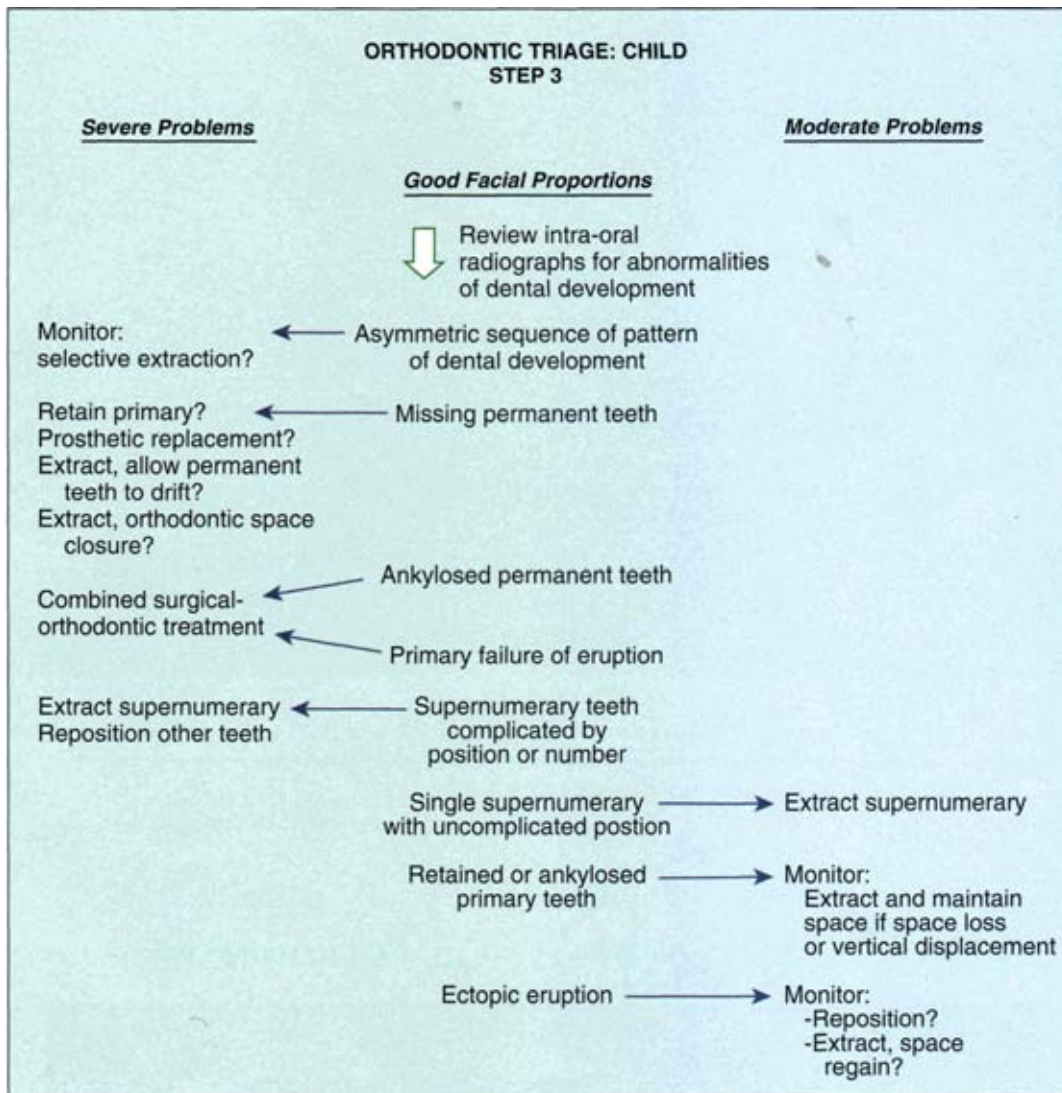 ORTHODONTIC TRIAGE: CHILD
STEP 3
Severe Problems
Moderate Problems
Good Facial Proportions
Review intra-oral
radiographs for abnormalities
of dental development
Monitor:
selective extraction?
Asymmetric sequence of pattern
of dental development
Retain primary?
Prosthetic replacement?
Extract, allow permanent
teeth to drift?
Extract, orthodontic space
closure?
Missing permanent teeth
Combined surgical-
orthodontic treatment
Ankylosed permanent teeth
Primary failure of eruption
Extract supernumerary
Reposition other teeth
Supernumerary teeth
complicated by
position or number
Single supernumerary
with uncomplicated postion
Extract supernumerary
Retained or ankylosed
primary teeth
Monitor:
Extract and maintain
space if space loss
or vertical displacement
Ectopic eruption
Monitor:
-Reposition?
-Extract, space
regain?